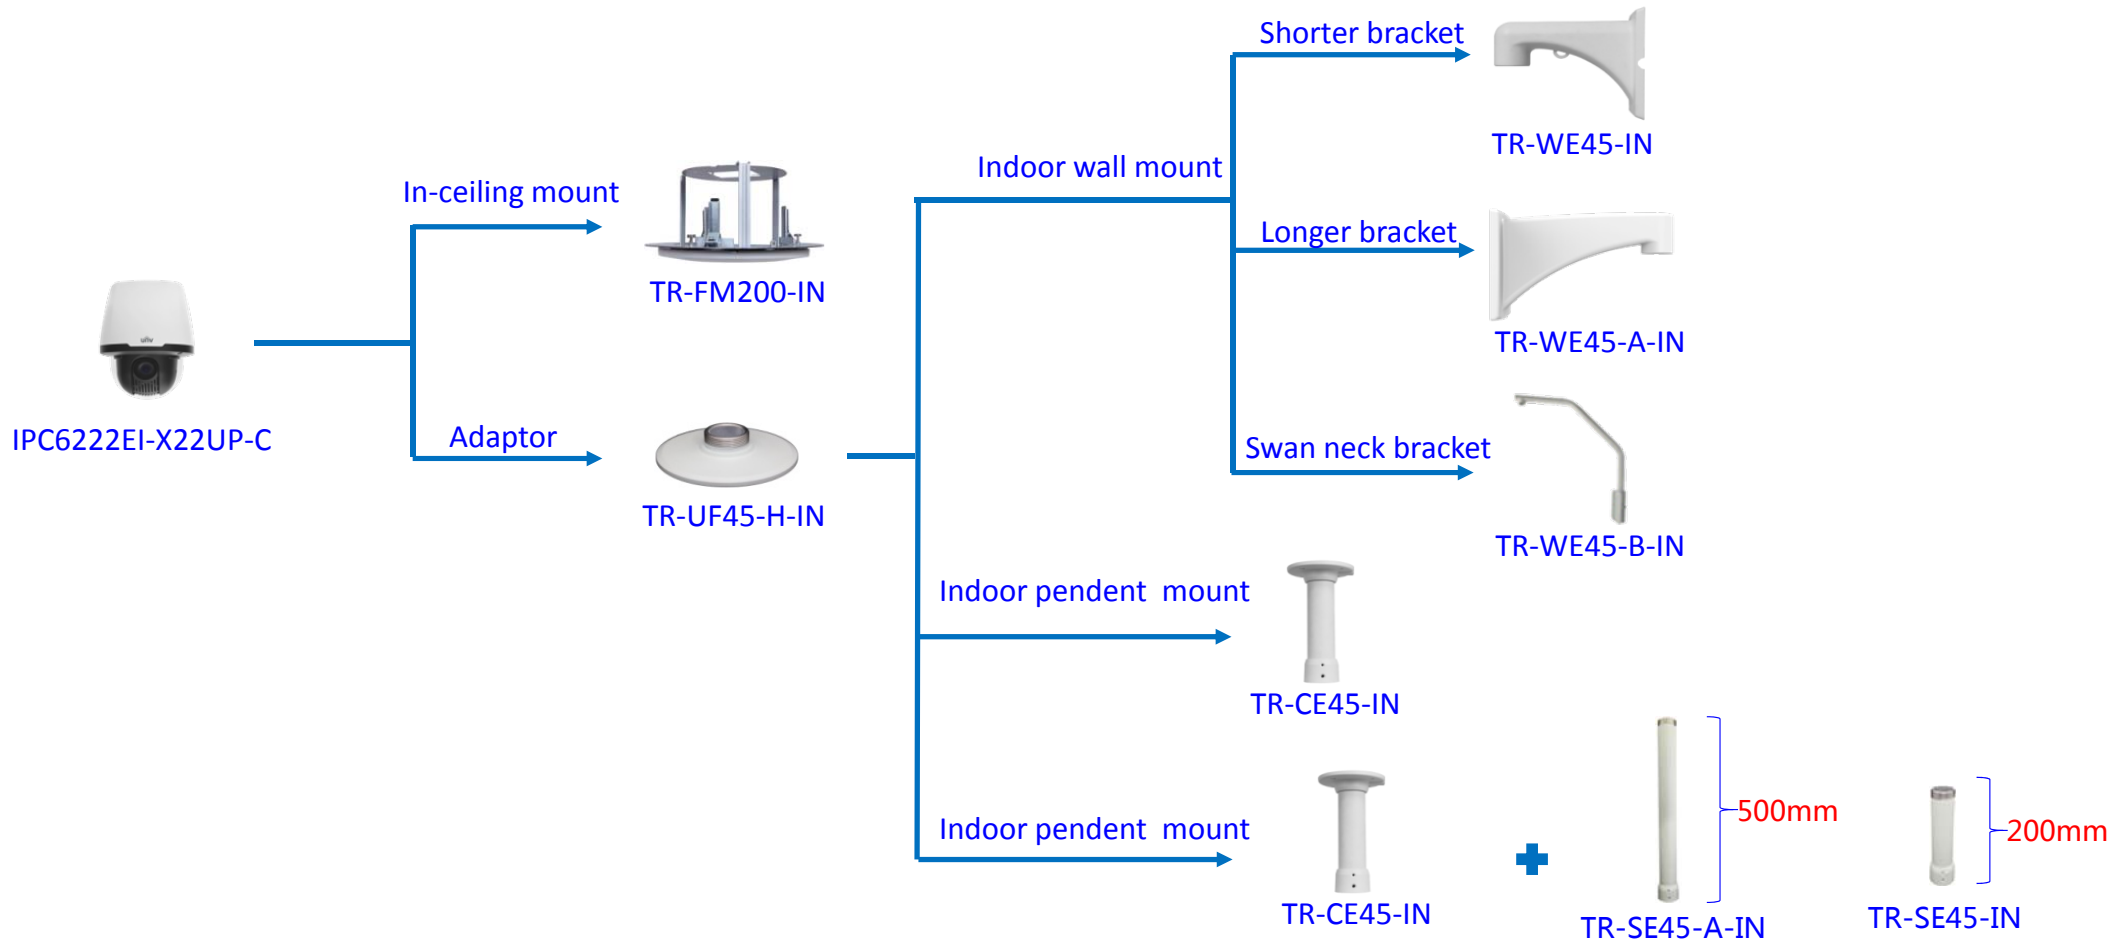 Shorter bracket
TR-WE45-IN
Indoor wall mount
In-ceiling mount
TR-FM200-IN
Longer bracket
TR-WE45-A-IN
unv
IPC6222EI-X22UP-C
Adaptor
TR-UF45-H-IN
Swan neck bracket
TR-WE45-B-IN
Indoor pendent  mount
TR-CE45-IN
Indoor pendent  mount
TR-CE45-IN
500mm
TR-SE45-A-IN
200mm
TR-SE45-IN